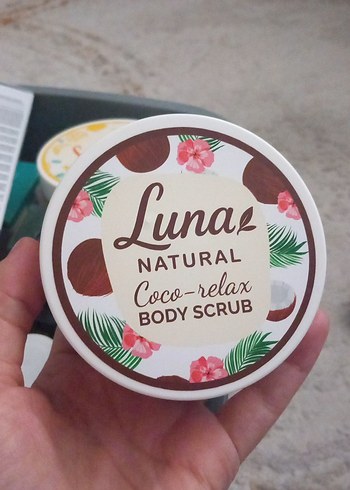 Luna
NATURAL
Coco-relax
BODY SCRUB